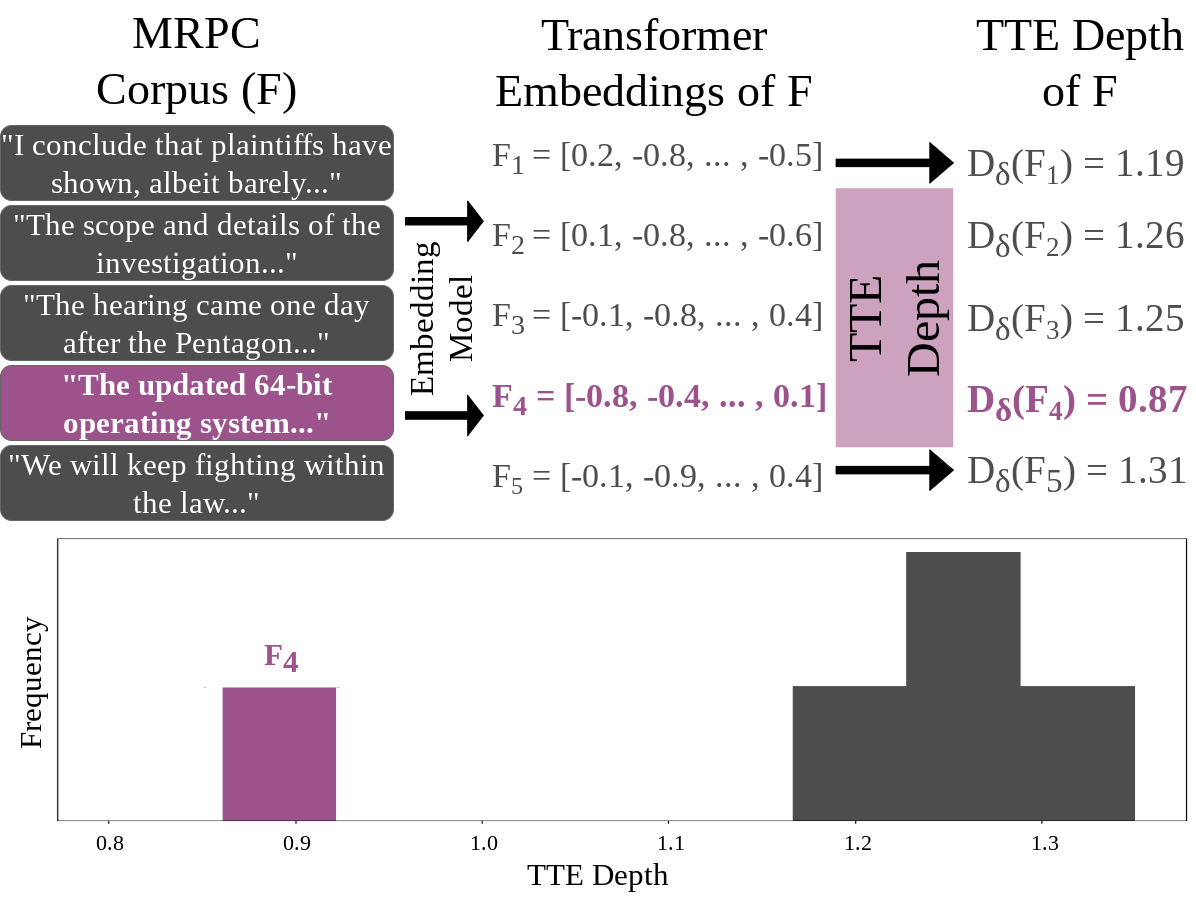 MRPC
Corpus (F)
"I conclude that plaintiffs have
shown, albeit barely..."
"The scope and details of the
investigation..."
"The hearing came one day
after the Pentagon..."
"The updated 64-bit
operating system..."
"We will keep fighting within
the law..."
Embedding
Model
Transformer
Embeddings of F
F1 = [0.2, -0.8, ... , -0.5]
F2 = [0.1, -0.8, ... , -0.6]
F3 = [-0.1, -0.8, ... , 0.4]
F4 = [-0.8, -0.4, ... , 0.1]
F5 = [-0.1, -0.9, ... , 0.4]
TTE
Depth
TTE Depth
of F
Dδ(F1) = 1.19
Dδ(F2) = 1.26
Dδ(F3) = 1.25
Dδ(F4) = 0.87
Dδ(F5) = 1.31
Frequency
F4
0.8 0.9 1.0 1.1 1.2 1.3
TTE Depth